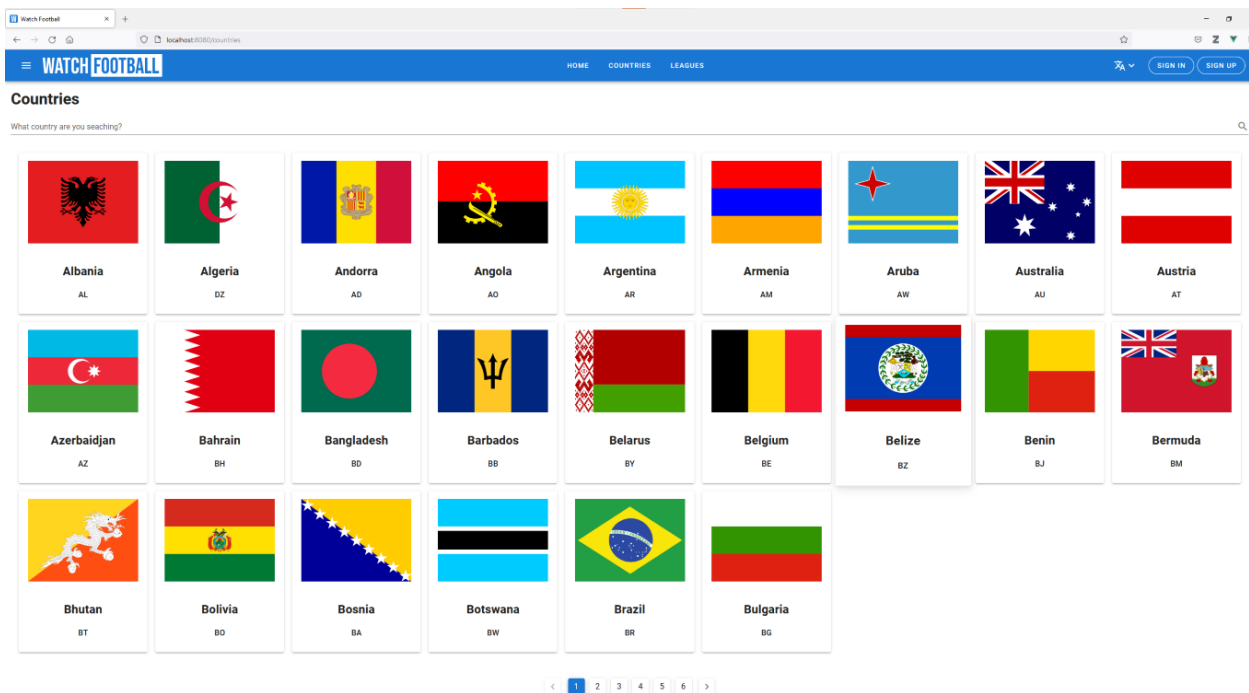 Watch Football
localhost:8080/countries
WATCH FOOTBALL HOME COUNTRIES LEAGUES SIGN IN SIGN UP
Countries
What country are you seaching?
Albania Algeria Andorra Angola Argentina Armenia Aruba Australia Austria
AL DZ AD AO AR AM AW AU AT
Azerbaidjan Bahrain Bangladesh Barbados Belarus Belgium Belize Benin Bermuda
AZ BH BD BB BY BE BZ BJ BM
Bhutan Bolivia Bosnia Botswana Brazil Bulgaria
BT BO BA BW BR BG
< 1 2 3 4 5 6 >